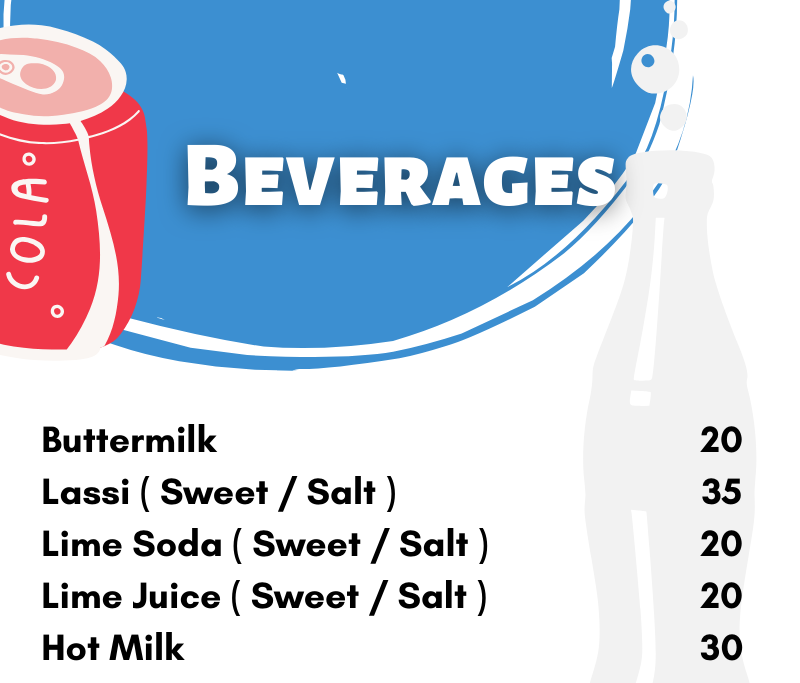 COLA
BEVERAGES
Buttermilk 20
Lassi ( Sweet / Salt ) 35
Lime Soda ( Sweet / Salt ) 20
Lime Juice ( Sweet / Salt ) 20
Hot Milk 30